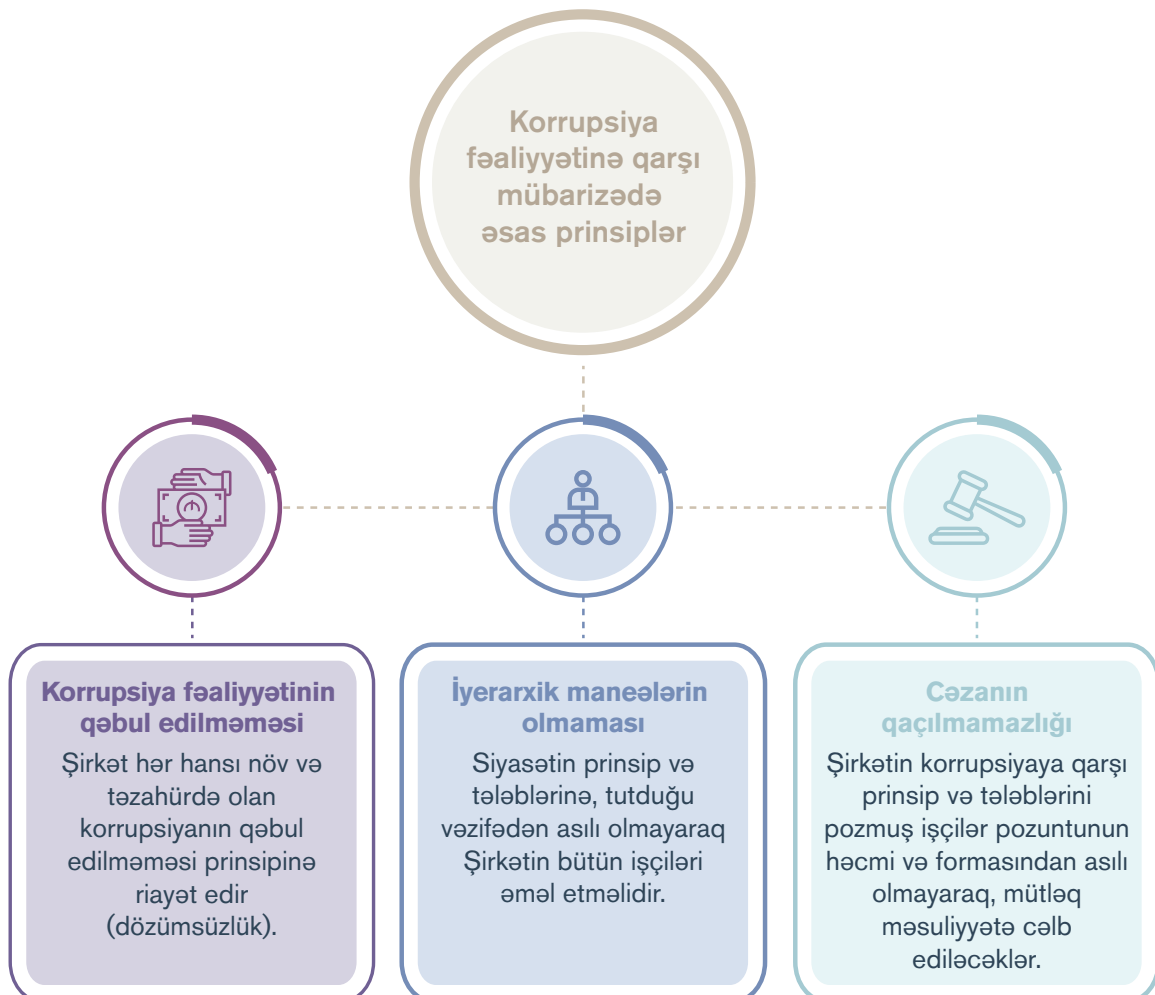 Korrupsiya
fəaliyyətinə qarşı
mübarizədə
əsas prinsiplər
Korrupsiya fəaliyyətinin
qəbul edilməməsi
Şirkət hər hansı növ və
təzahürdə olan
korrupsiyanın qəbul
edilməməsi prinsipinə
riayət edir
(dözümsüzlük).
İyerarxik maneələrin
olmaması
Siyasətin prinsip və
tələblərinə, tutduğu
vəzifədən asılı olmayaraq
Şirkətin bütün işçiləri
əməl etməlidir.
Cəzanın
qaçılmamazlığı
Şirkətin korrupsiyaya qarşı
prinsip və tələblərini
pozmuş işçilər pozuntunun
həcmi və formasından asılı
olmayaraq, mütləq
məsuliyyətə cəlb
ediləcəklər.